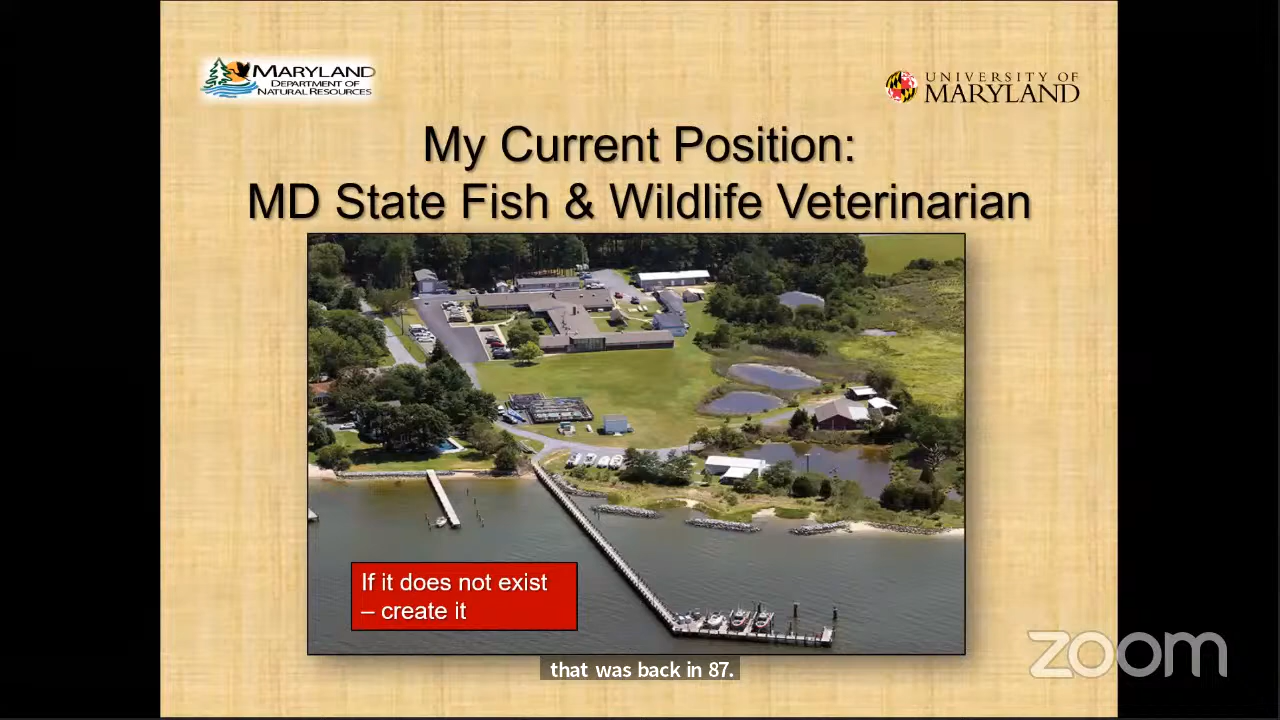 MARYLAND
DEPARTMENT OF
NATURAL RESOURCES
UNIVERSITY OF
MARYLAND
My Current Position:
MD State Fish & Wildlife Veterinarian
If it does not exist
– create it
zoom
that was back in 87.